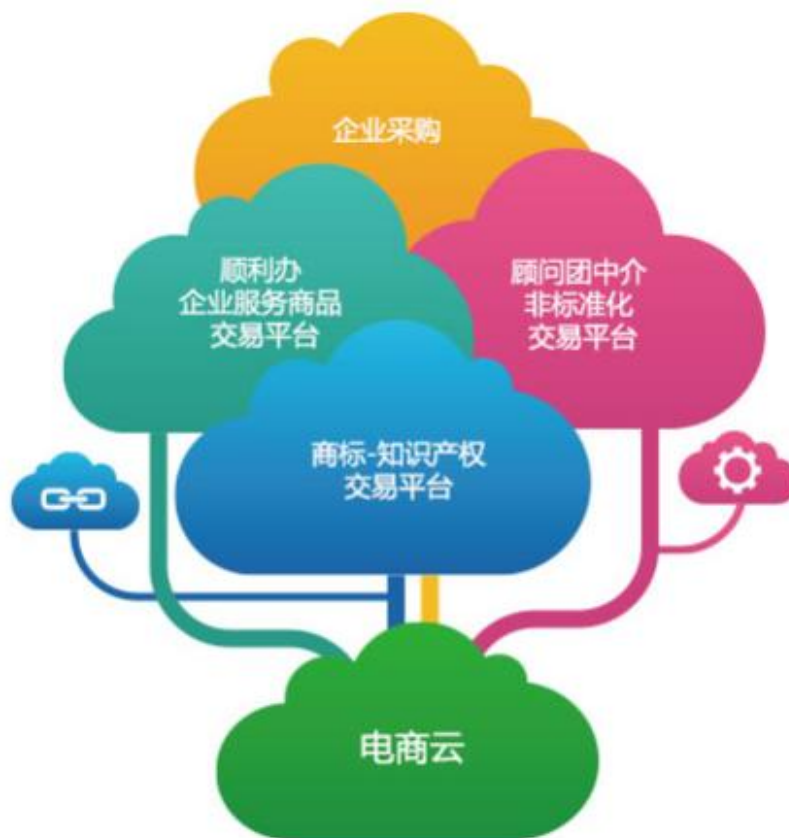 企业采购
顺利办
企业服务商品
交易平台
顾问团中介
非标准化
交易平台
商标-知识产权
交易平台
电商云